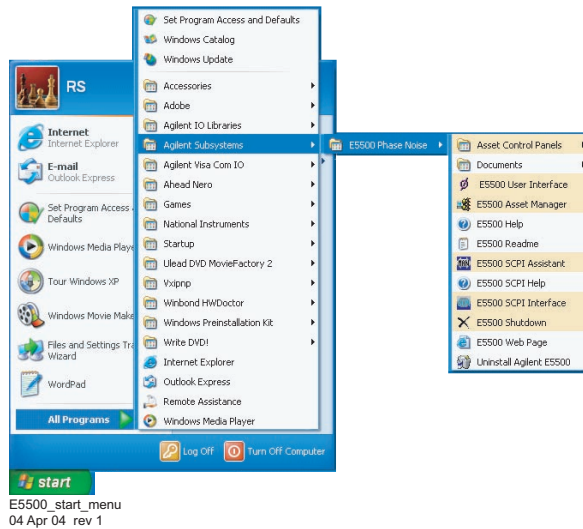 RS
Internet
Internet Explorer
E-mail
Outlook Express
Set Program Access
Defaults
Windows Media Playe
Tour Windows XP
Windows Movie Make
Files and Settings Tra
Wizard
WordPad
All Programs
Set Program Access and Defaults
Windows Catalog
Windows Update
Accessories
Adobe
Agilent IO Libraries
Agilent Subsystems
Agilent Visa Com IO
Ahead Nero
Games
National Instruments
Startup
Ulead DVD MovieFactory 2
Vxipnp
Winbond HWDoctor
Windows Preinstallation Kit
Write DVD!
Internet Explorer
Outlook Express
Remote Assistance
Windows Media Player
E5500 Phase Noise
Asset Control Panels
Documents
E5500 User Interface
E5500 Asset Manager
E5500 Help
E5500 Readme
E5500 SCPI Assistant
E5500 SCPI Help
E5500 SCPI Interface
E5500 Shutdown
E5500 Web Page
Uninstall Agilent E5500
Log Off
Turn Off Computer
start
E5500_start_menu
04 Apr 04 rev 1